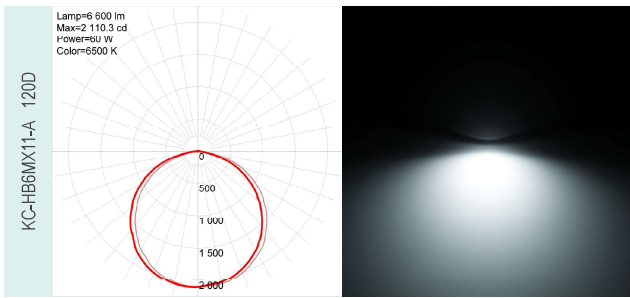 KC-HB6MX11-A 120D
Lamp=6 600 lm
Max=2 110.3 cd
Power=60 W
Color=6500 K
0
500
1 000
1 500
2 000